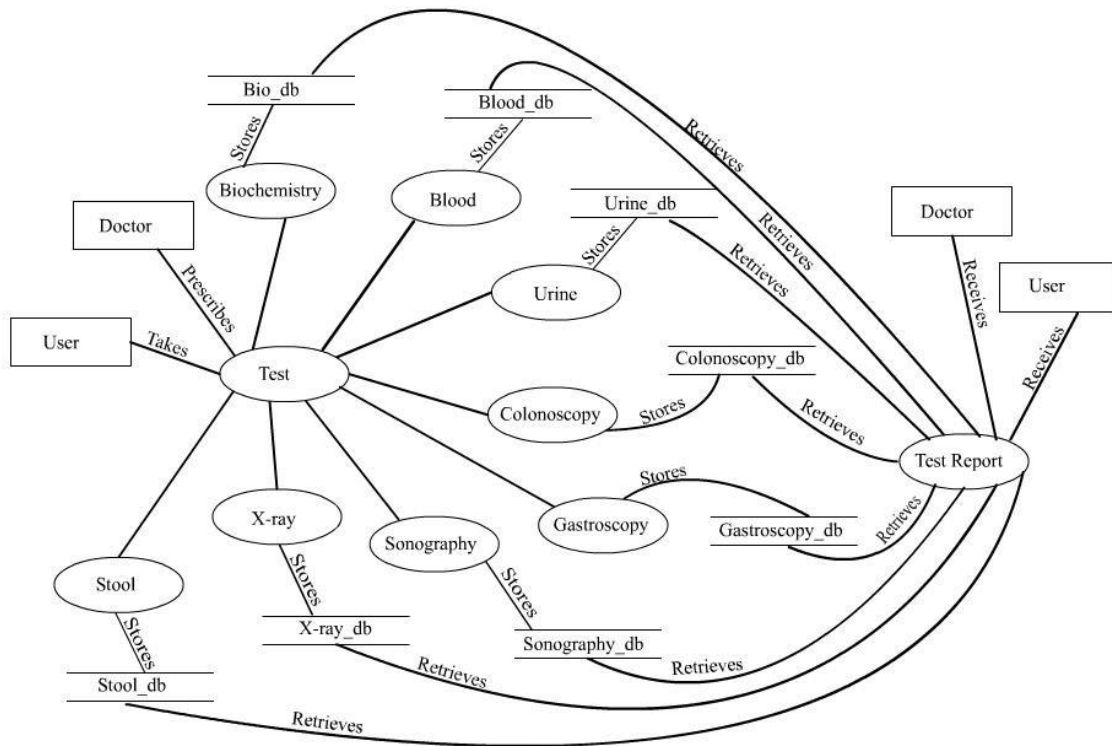 Bio_db
Blood_db
Stores
Stores
Retrieves
Biochemistry
Blood
Urine_db
Doctor
Doctor
Stores
Retrieves
Retrieves
Prescribes
Urine
Receives
User
User
Takes
Test
Colonoscopy_db
Receives
Colonoscopy
Stores
Retrieves
Test Report
Stores
X-ray
Gastroscopy
Gastroscopy_db
Retrieves
Sonography
Stool
Stores
Stores
X-ray_db
Sonography_db
Stores
Retrieves
Retrieves
Stool_db
Retrieves